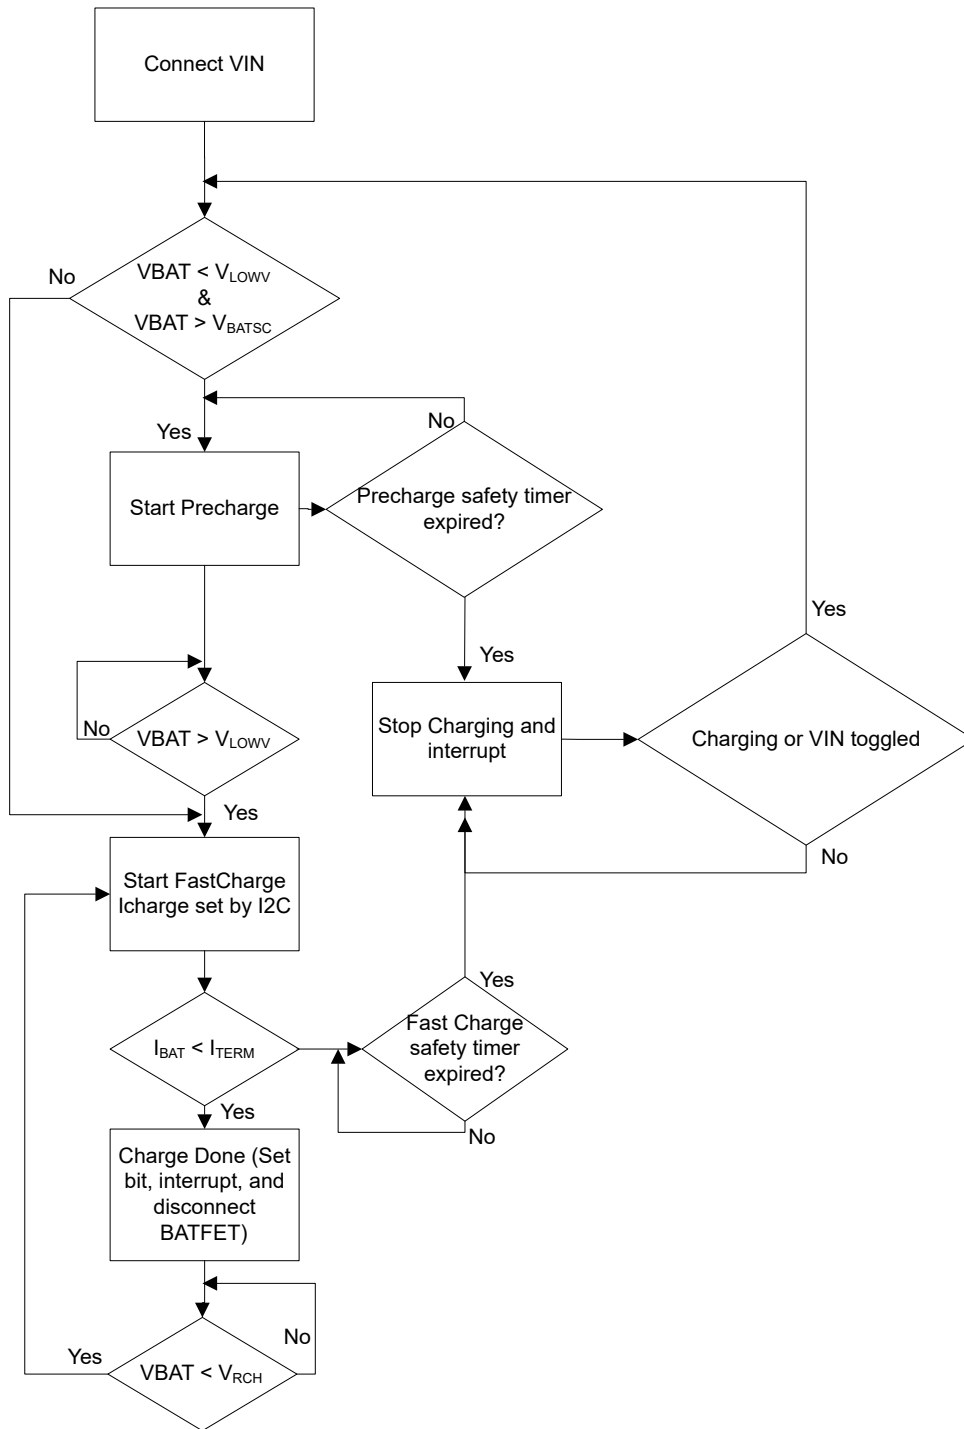 Connect VIN
No
VBAT < VLOWV
&
VBAT > VBATSC
Yes
No
Start Precharge
Precharge safety timer
expired?
Yes
Yes
No
VBAT > VLOWV
Stop Charging and
interrupt
Charging or VIN toggled
Yes
No
Start FastCharge
Icharge set by I2C
Yes
IBAT < ITERM
Fast Charge
safety timer
expired?
Yes
No
Charge Done (Set
bit, interrupt, and
disconnect
BATFET)
No
Yes
VBAT < VRCH